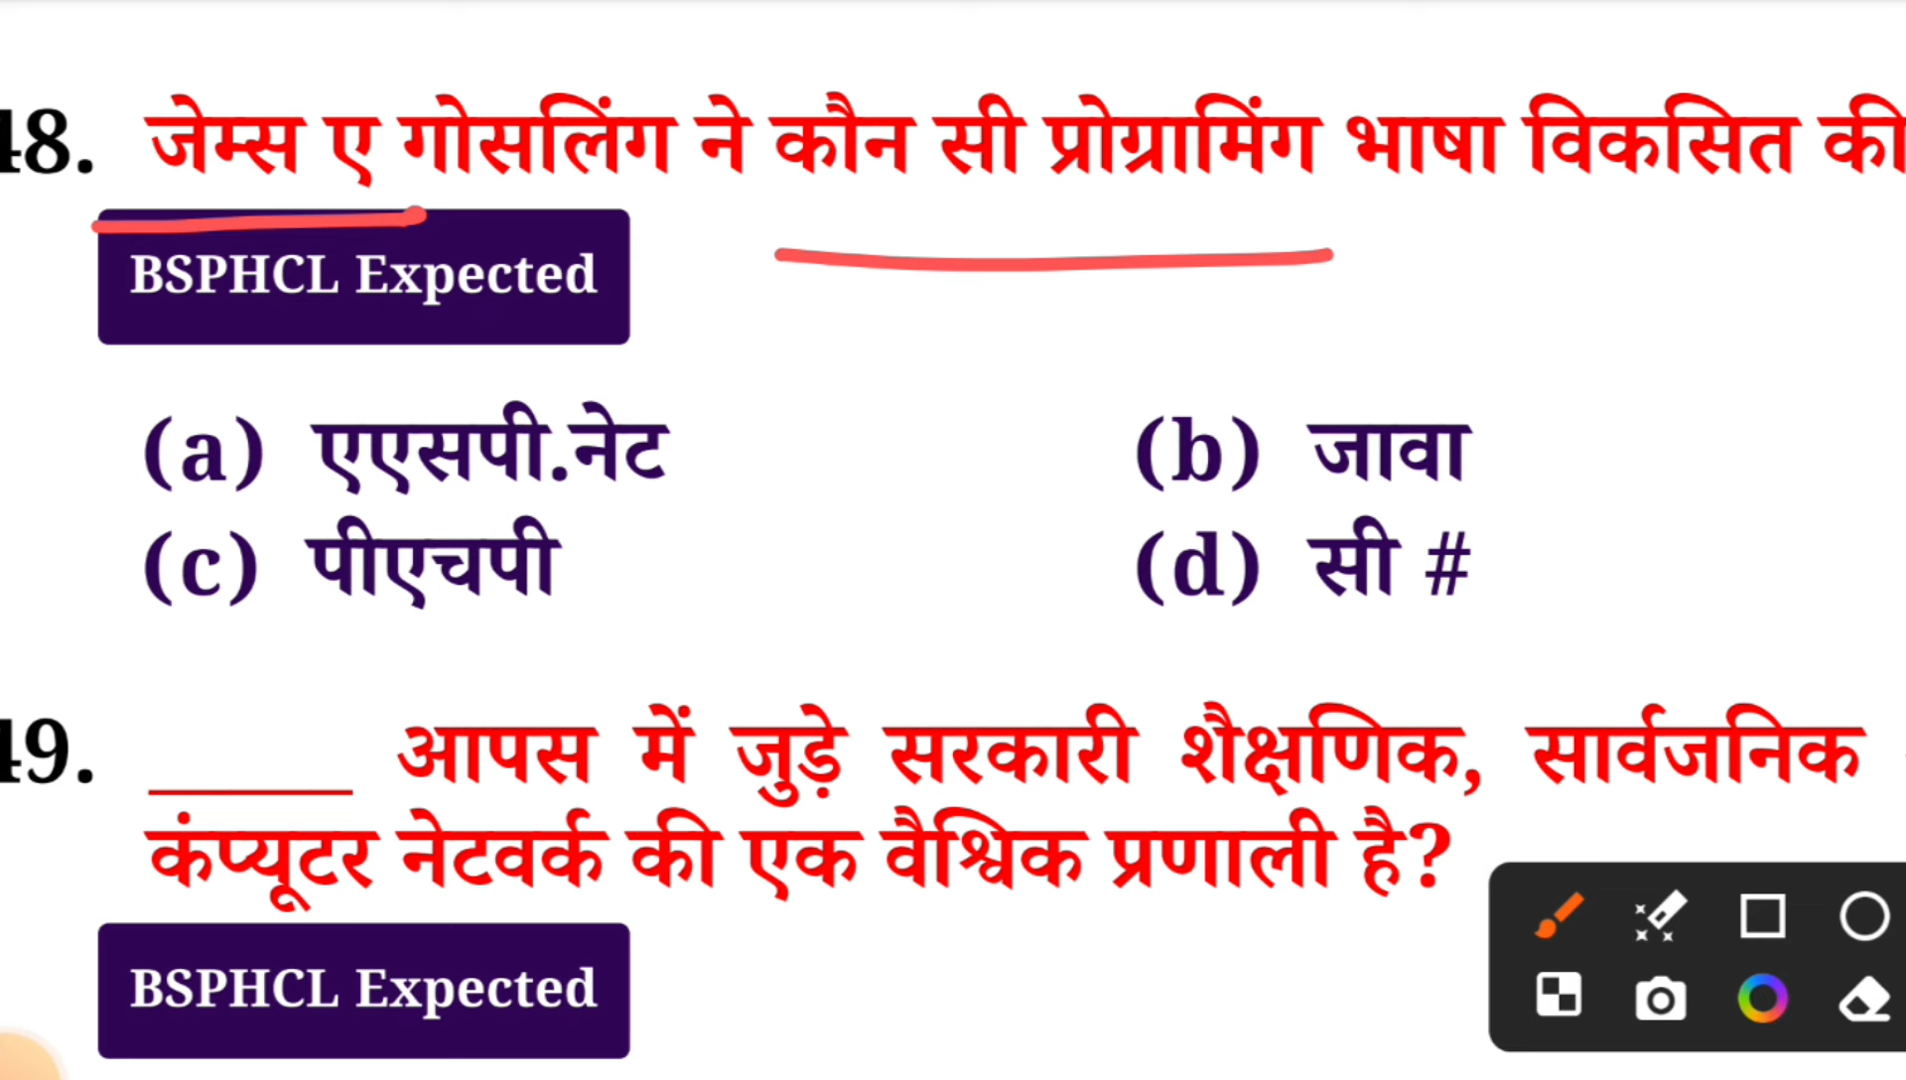 48. जेम्स ए गोसलिंग ने कौन सी प्रोग्रामिंग भाषा विकसित की
BSPHCL Expected
(a) एएसपी.नेट (b) जावा
(c) पीएचपी (d) सी #
49. _____ आपस में जुड़े सरकारी शैक्षणिक, सार्वजनिक
कंप्यूटर नेटवर्क की एक वैश्विक प्रणाली है?
BSPHCL Expected